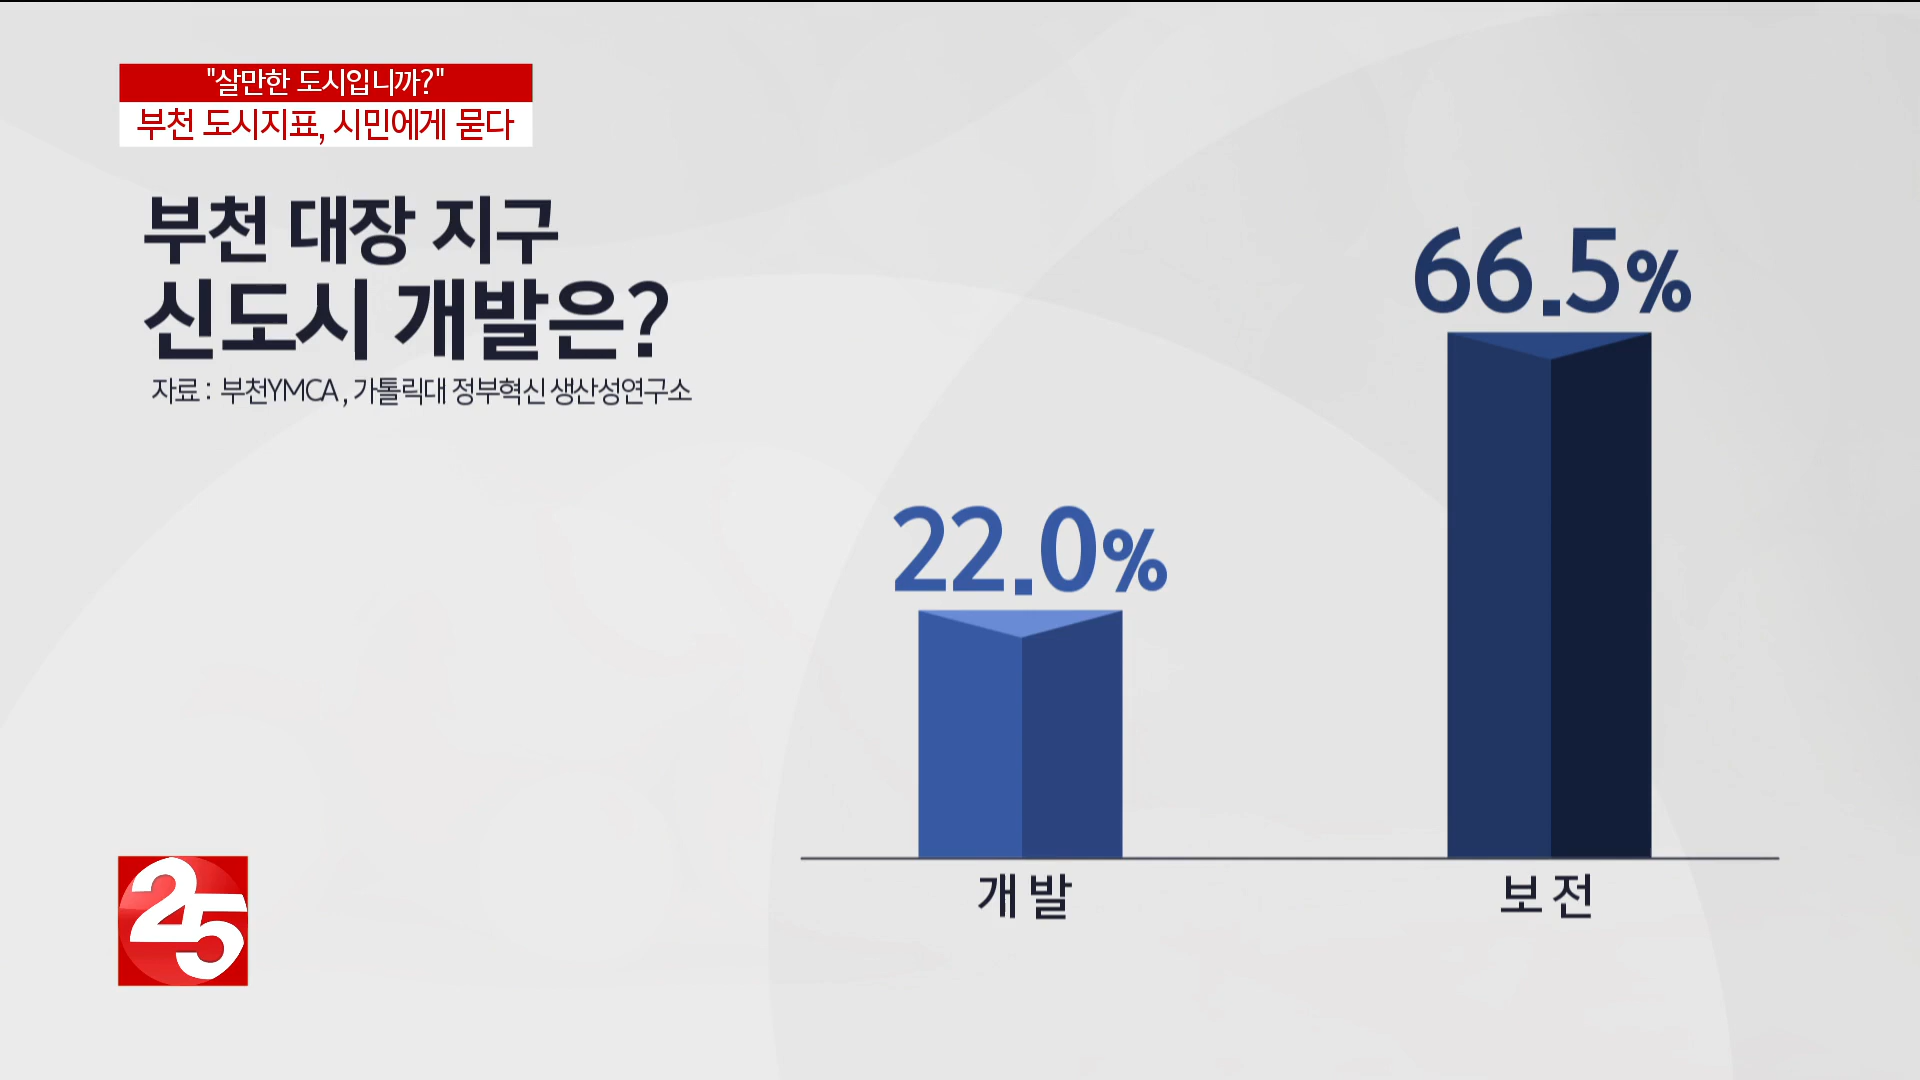 "살만한 도시입니까?"
부천 도시지표, 시민에게 묻다
부천 대장 지구
신도시 개발은?
자료 : 부천YMCA , 가톨릭대 정부혁신 생산성연구소
66.5%
22.0%
개발
보전
25